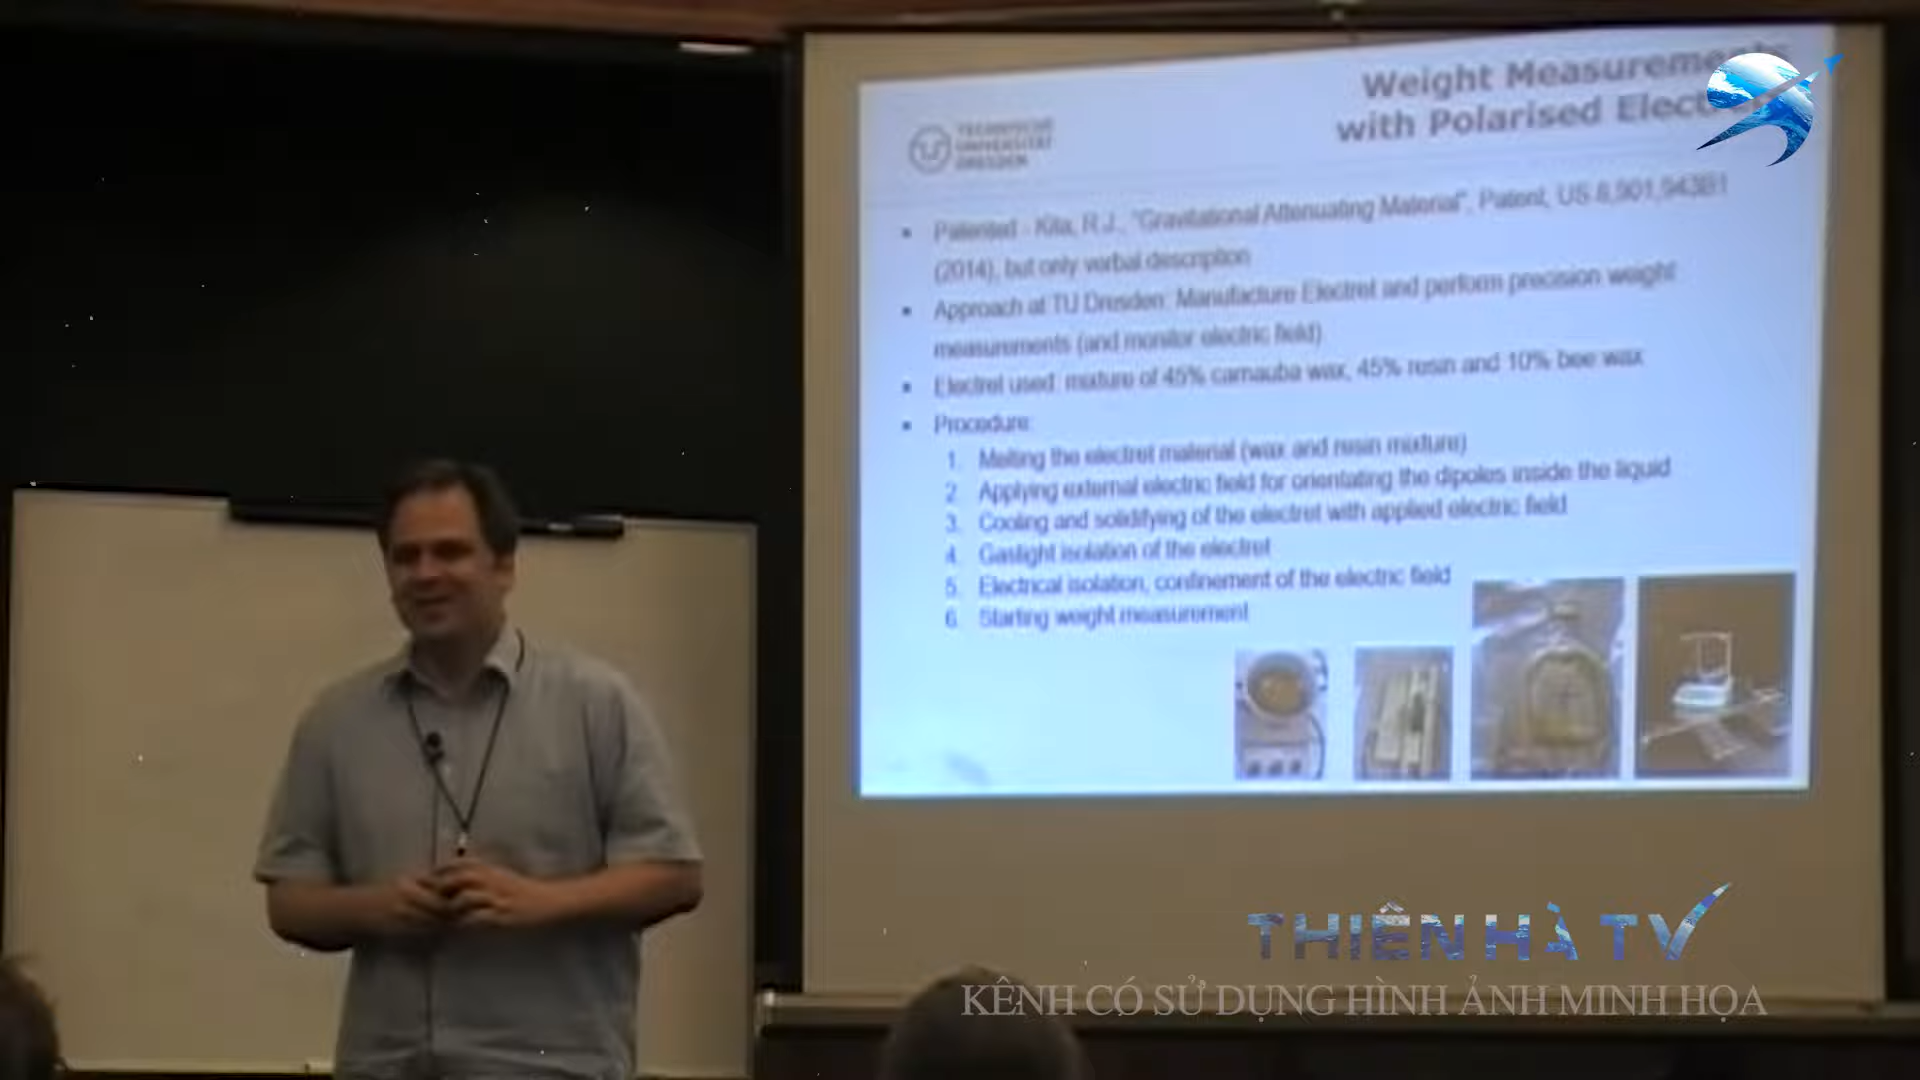 Weight Measurements
with Polarised
TECHNISCHE
UNIVERSITÄT
DRESDEN
• Patented - Kita, R.J., "Gravitational Attenuating Material", Patent, US 8,901,943B1
(2014), but only verbal description
• Approach at TU Dresden: Manufacture Electret and perform precision weight
measurements (and monitor electric field)
• Electret used: mixture of 45% carnauba wax, 45% resin and 10% bee wax
• Procedure:
1. Melting the electret material (wax and resin mixture)
2. Applying external electric field for orientating the dipoles inside the liquid
3. Cooling and solidifying of the electret with applied electric field
4. Gastight isolation of the electret
5. Electrical isolation, confinement of the electric field
6. Starting weight measurement
THIÊN HÀ TV
KÊNH CÓ SỬ DỤNG HÌNH ẢNH MINH HỌA